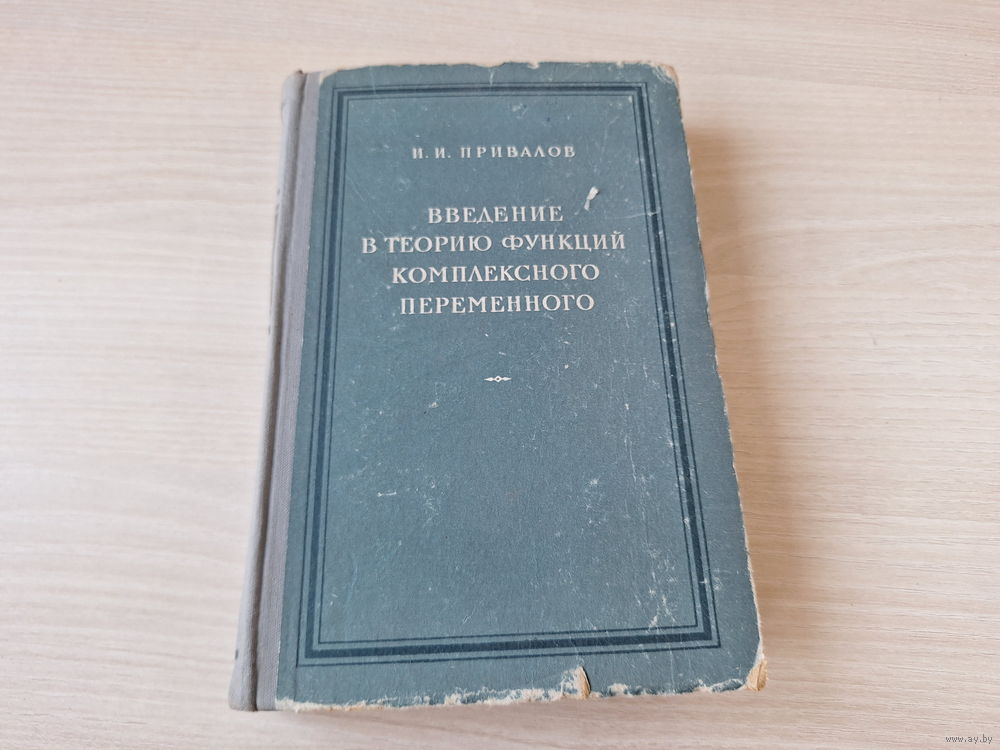 И. И. ПРИВАЛОВ
ВВЕДЕНИЕ
В ТЕОРИЮ ФУНКЦИЙ
КОМПЛЕКСНОГО
ПЕРЕМЕННОГО
www.ay.by